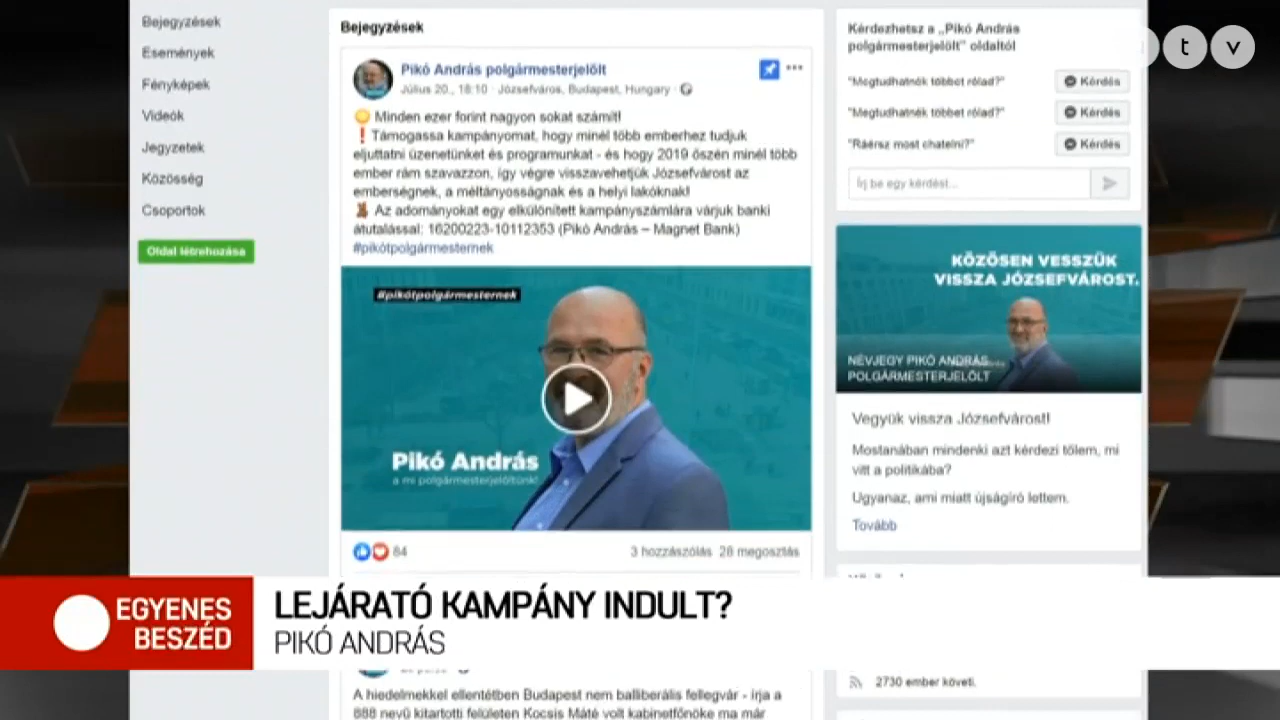 Bejegyzések
Események
Fényképek
Videók
Jegyzetek
Közösség
Csoportok
Oldal létrehozása
Bejegyzések
Pikó András polgármesterjelölt
Július 20., 18:10 · Józsefváros, Budapest, Hungary ·
Minden ezer forint nagyon sokat számít!
Támogassa kampányomat, hogy minél több emberhez tudjuk
eljuttatni üzenetünket és programunkat - és hogy 2019 őszén minél több
ember rám szavazzon, így végre visszavehetjük Józsefvárost az
emberségnek, a méltányosságnak és a helyi lakóknak!
Az adományokat egy elkülönített kampányszámlára várjuk banki
átutalással: 16200223-10112353 (Pikó András – Magnet Bank)
#pikótpolgármesternek
#pikótpolgármesternek
Pikó András
a mi polgármesterjelöltünk!
84
3 hozzászólás 28 megosztás
Kérdezhetsz a „Pikó András
polgármesterjelölt" oldaltól
"Megtudhatnék többet rólad?"
Kérdés
"Megtudhatnék többet rólad?"
Kérdés
"Ráérsz most chatelni?"
Kérdés
Írj be egy kérdést...
t v
KÖZÖSEN VESSZÜK
VISSZA JÓZSEFVÁROST.
NÉVJEGY PIKÓ ANDRÁS
POLGÁRMESTERJELÖLT
Vegyük vissza Józsefvárost!
Mostanában mindenki azt kérdezi tőlem, mi
vitt a politikába?
Ugyanaz, ami miatt újságíró lettem.
Tovább
EGYENES
BESZÉD
LEJÁRATÓ KAMPÁNY INDULT?
PIKÓ ANDRÁS
2730 ember követi.
A hiedelmekkel ellentétben Budapest nem balliberális fellegvár - írja a
888 nevű kitartotti felületen Kocsis Máté volt kabinetfőnöke ma már